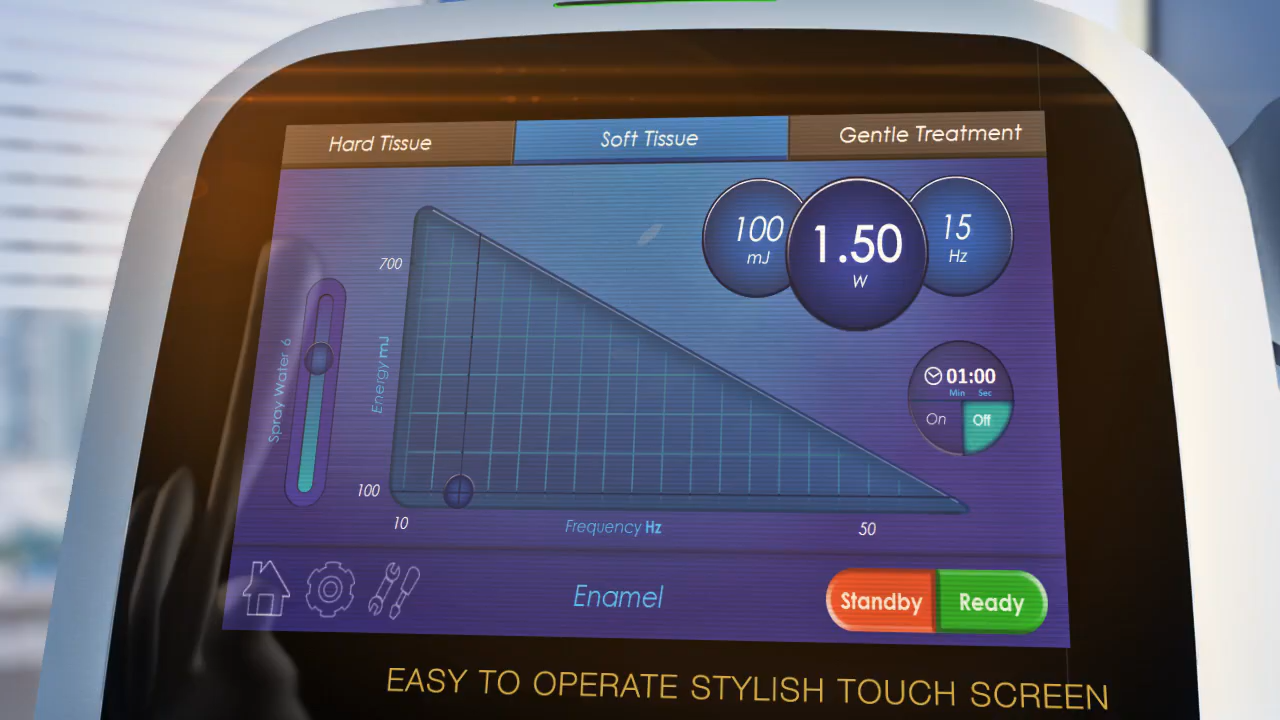 Hard Tissue
Soft Tissue
Gentle Treatment
100
mJ
1.50
W
15
Hz
700
Energy mJ
Spray Water 6
01:00
Min Sec
On
Off
100
10
Frequency Hz
50
Enamel
Standby
Ready
EASY TO OPERATE STYLISH TOUCH SCREEN